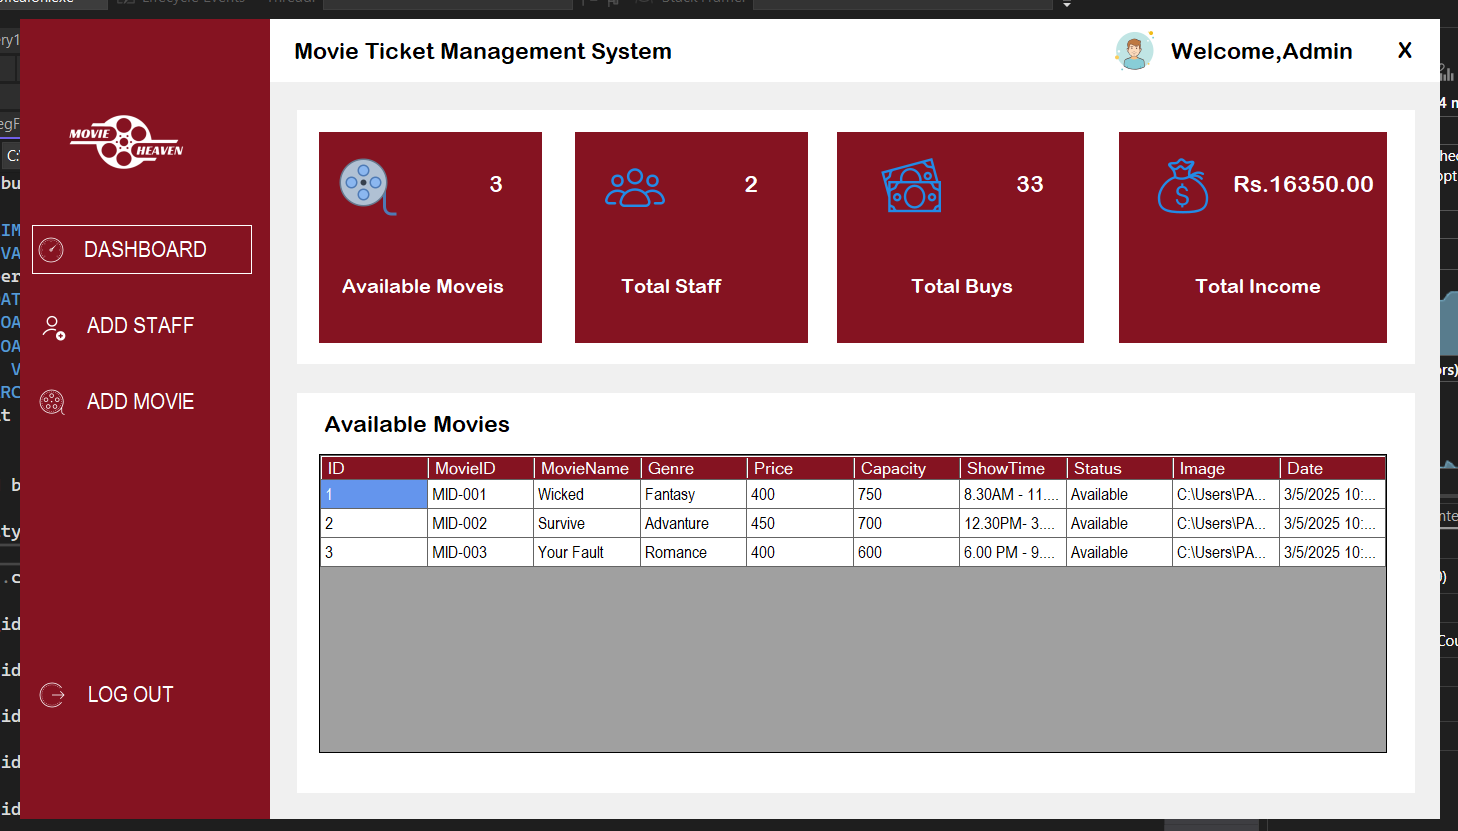 Movie Ticket Management System
Welcome,Admin
X
MOVIE
HEAVEN
DASHBOARD
ADD STAFF
ADD MOVIE
LOG OUT
3
Available Moveis
2
Total Staff
33
Total Buys
Rs.16350.00
Total Income
Available Movies
ID MovieID MovieName Genre Price Capacity ShowTime Status Image Date
1 MID-001 Wicked Fantasy 400 750 8.30AM - 11.... Available C:\Users\PA... 3/5/2025 10:...
2 MID-002 Survive Advanture 450 700 12.30PM- 3.... Available C:\Users\PA... 3/5/2025 10:...
3 MID-003 Your Fault Romance 400 600 6.00 PM - 9.... Available C:\Users\PA... 3/5/2025 10:...